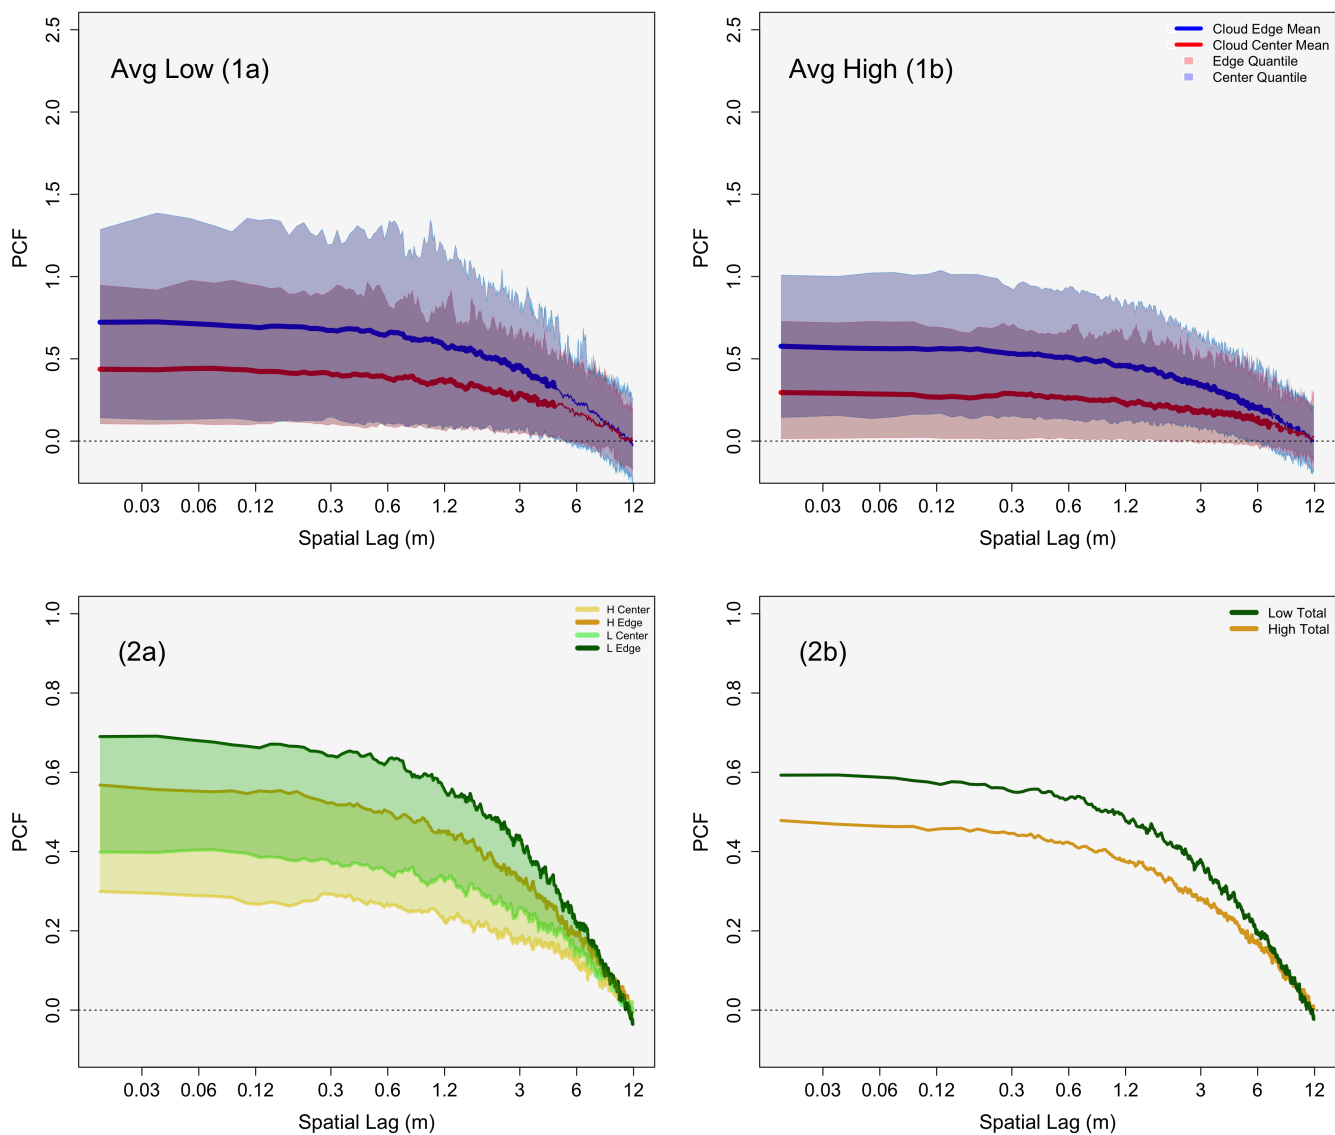 Avg Low (1a)
PCF
2.5
2.0
1.5
1.0
0.5
0.0
0.03 0.06 0.12 0.3 0.6 1.2 3 6 12
Spatial Lag (m)
Avg High (1b)
Cloud Edge Mean
Cloud Center Mean
Edge Quantile
Center Quantile
PCF
2.5
2.0
1.5
1.0
0.5
0.0
0.03 0.06 0.12 0.3 0.6 1.2 3 6 12
Spatial Lag (m)
(2a)
H Center
H Edge
L Center
L Edge
PCF
1.0
0.8
0.6
0.4
0.2
0.0
0.03 0.06 0.12 0.3 0.6 1.2 3 6 12
Spatial Lag (m)
(2b)
Low Total
High Total
PCF
1.0
0.8
0.6
0.4
0.2
0.0
0.03 0.06 0.12 0.3 0.6 1.2 3 6 12
Spatial Lag (m)